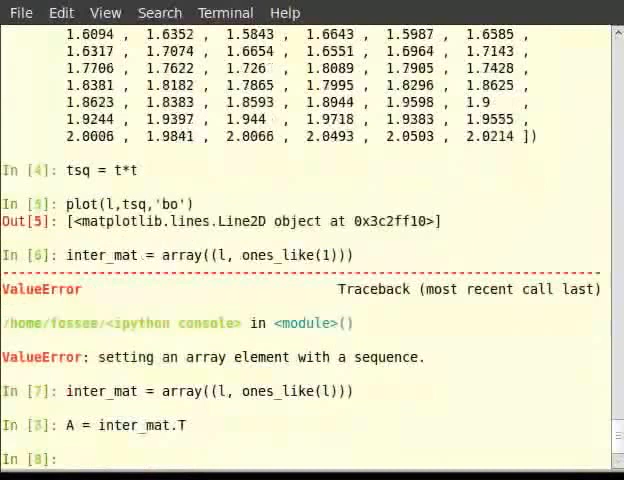 File Edit View Search Terminal Help
1.6094 , 1.6352 , 1.5843 , 1.6643 , 1.5987 , 1.6585 ,
1.6317 , 1.7074 , 1.6654 , 1.6551 , 1.6964 , 1.7143 ,
1.7706 , 1.7622 , 1.726 , 1.8089 , 1.7905 , 1.7428 ,
1.8381 , 1.8182 , 1.7865 , 1.7995 , 1.8296 , 1.8625 ,
1.8623 , 1.8383 , 1.8593 , 1.8944 , 1.9598 , 1.9 ,
1.9244 , 1.9397 , 1.944 , 1.9718 , 1.9383 , 1.9555 ,
2.0006 , 1.9841 , 2.0066 , 2.0493 , 2.0503 , 2.0214 ])
In [4]: tsq = t*t
In [5]: plot(l,tsq,'bo')
Out[5]: [<matplotlib.lines.Line2D object at 0x3c2ff10>]
In [6]: inter_mat = array((l, ones_like(1)))
---------------------------------------------------------------------------
ValueError Traceback (most recent call last)
/home/fossee/<ipython console> in <module>()
ValueError: setting an array element with a sequence.
In [7]: inter_mat = array((l, ones_like(l)))
In [3]: A = inter_mat.T
In [8]: